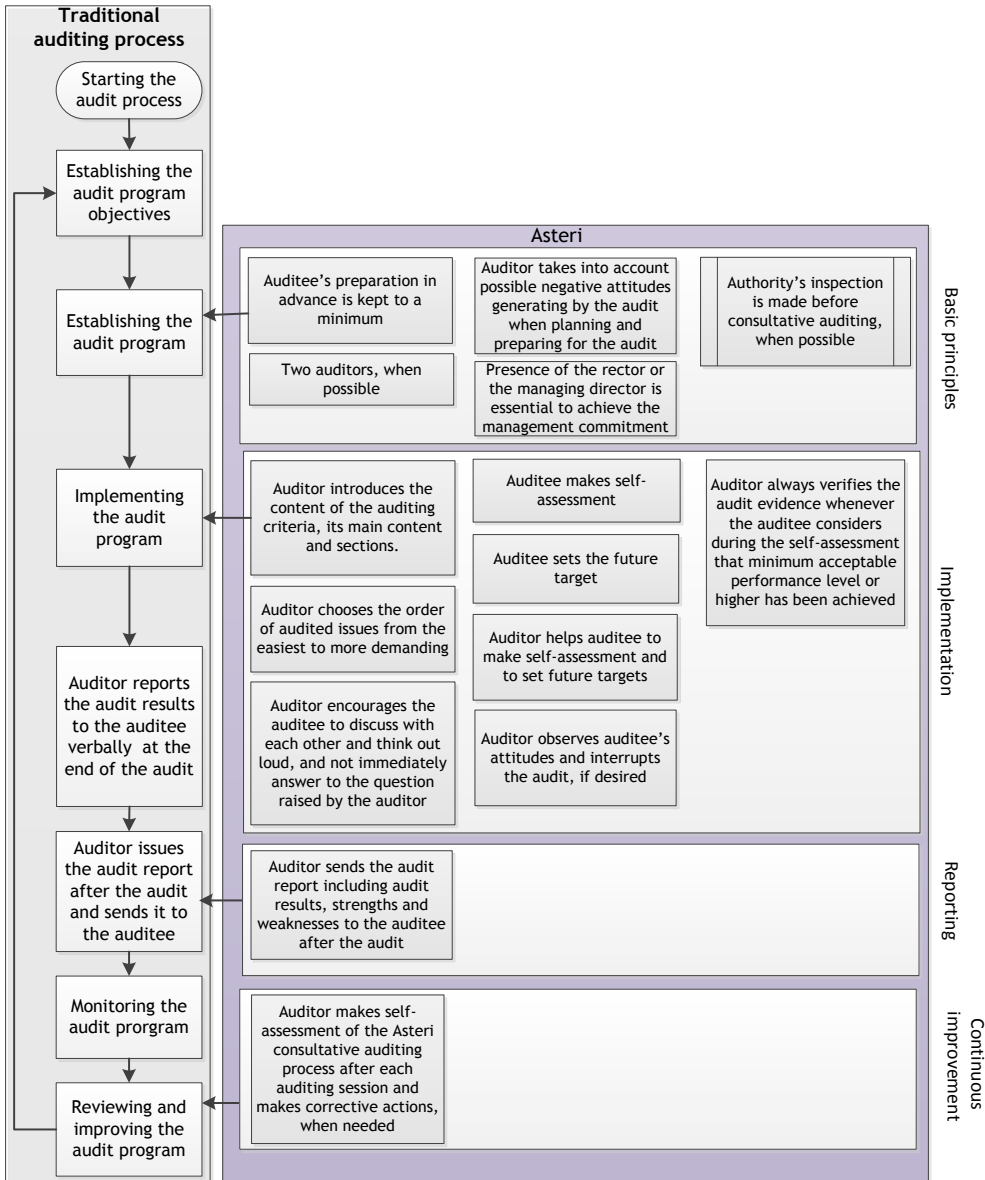 Traditional
auditing process
Starting the
audit process
Establishing the
audit program
objectives
Establishing the
audit program
Implementing
the audit
program
Auditor reports
the audit results
to the auditee
verbally at the
end of the audit
Auditor issues
the audit report
after the audit
and sends it to
the auditee
Monitoring the
audit prorgram
Reviewing and
improving the
audit program
Asteri
Auditee's preparation in
advance is kept to a
minimum
Two auditors, when
possible
Auditor takes into account
possible negative attitudes
generating by the audit
when planning and
preparing for the audit
Presence of the rector or
the managing director is
essential to achieve the
management commitment
Authority's inspection
is made before
consultative auditing,
when possible
Basic principles
Auditor introduces the
content of the auditing
criteria, its main content
and sections.
Auditor chooses the order
of audited issues from the
easiest to more demanding
Auditor encourages the
auditee to discuss with
each other and think out
loud, and not immediately
answer to the question
raised by the auditor
Auditee makes self-
assessment
Auditee sets the future
target
Auditor helps auditee to
make self-assessment and
to set future targets
Auditor observes auditee's
attitudes and interrupts
the audit, if desired
Auditor always verifies the
audit evidence whenever
the auditee considers
during the self-assessment
that minimum acceptable
performance level or
higher has been achieved
Implementation
Auditor sends the audit
report including audit
results, strengths and
weaknesses to the auditee
after the audit
Reporting
Auditor makes self-
assessment of the Asteri
consultative auditing
process after each
auditing session and
makes corrective actions,
when needed
Continuous
improvement